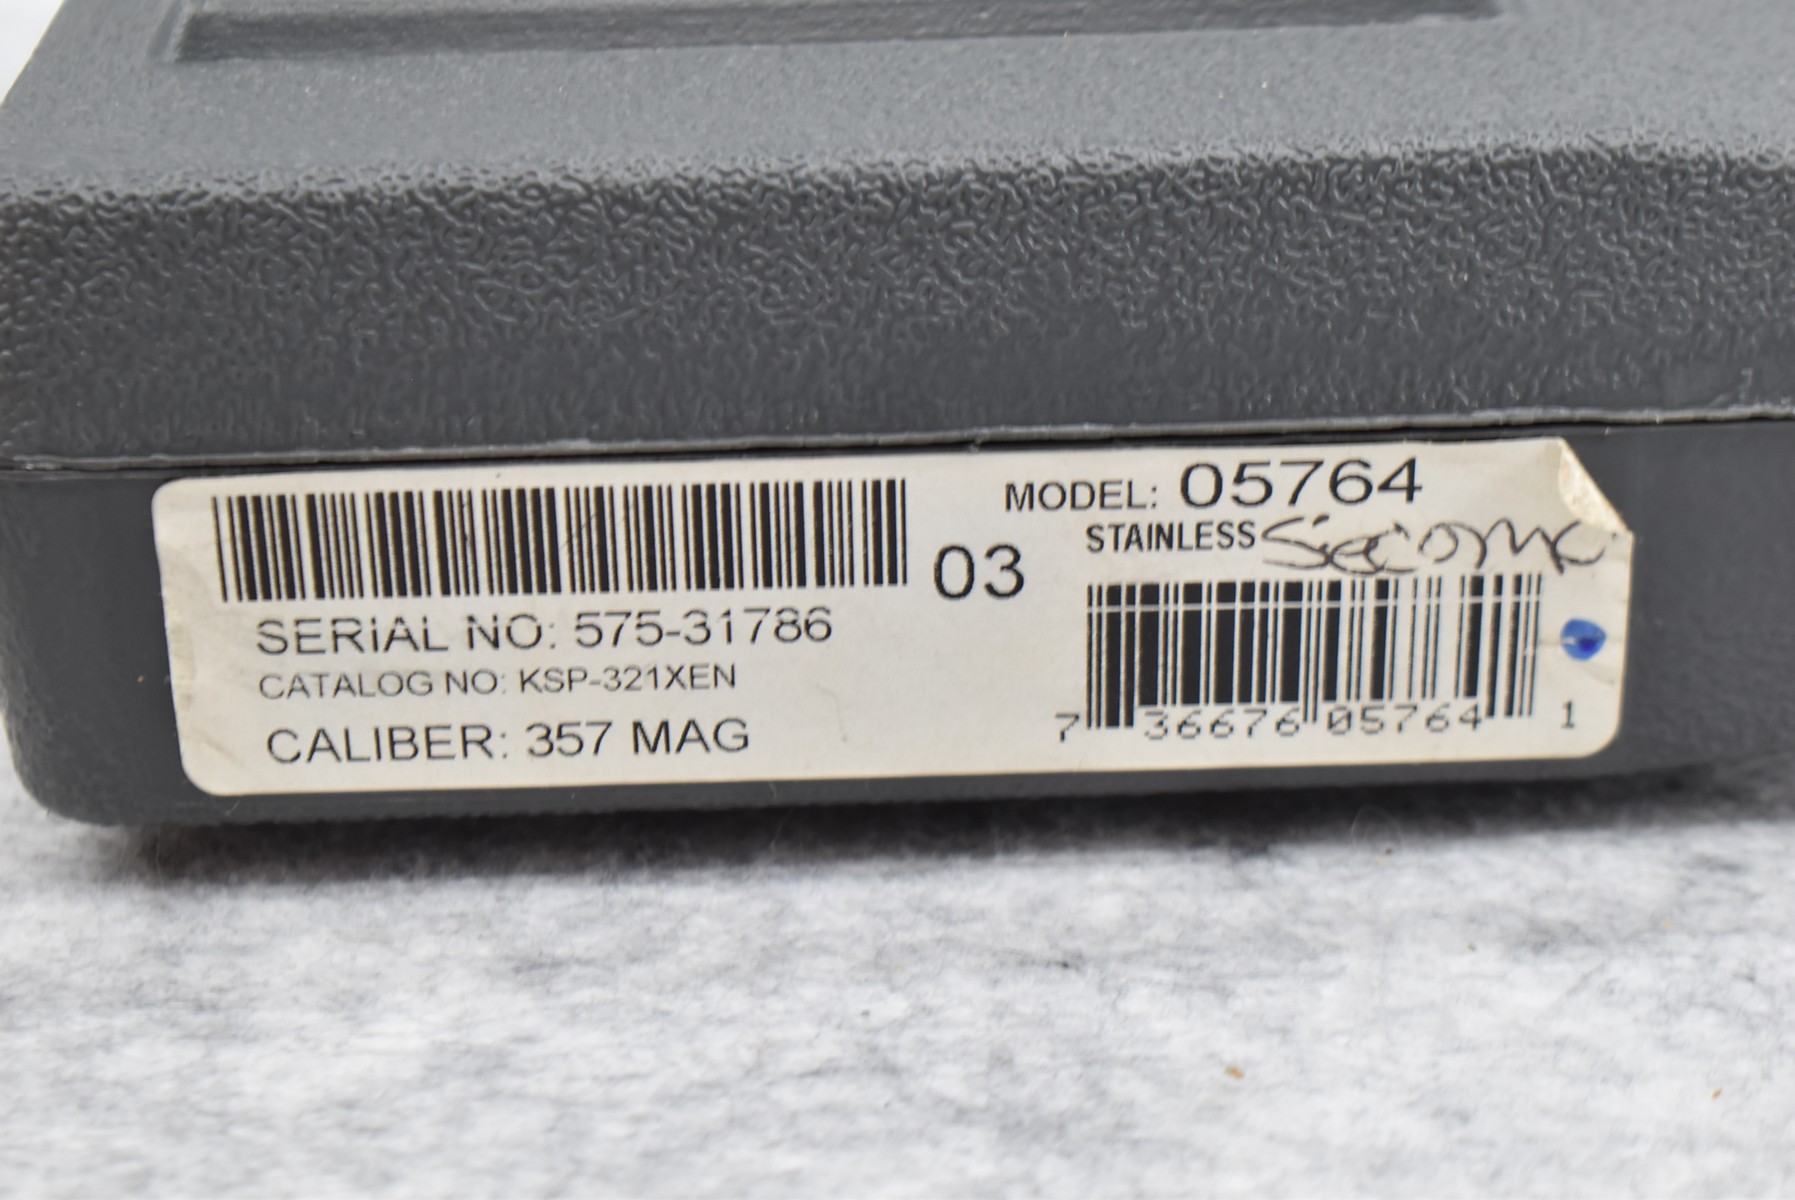 MODEL: 05764
STAINLESS
03
SERIAL NO: 575-31786
CATALOG NO: KSP-321XEN
CALIBER: 357 MAG
7 36676 05764 1